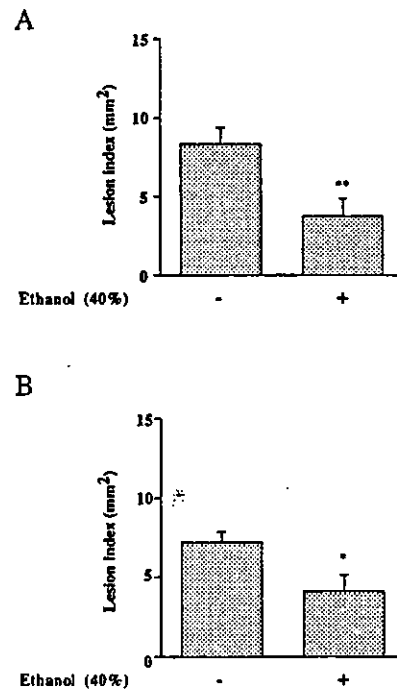 A
Lesion index (mm2)
15
10
5
0
**
Ethanol (40%) - +
B
Lesion index (mm2)
15
10
5
0
*
Ethanol (40%) - +